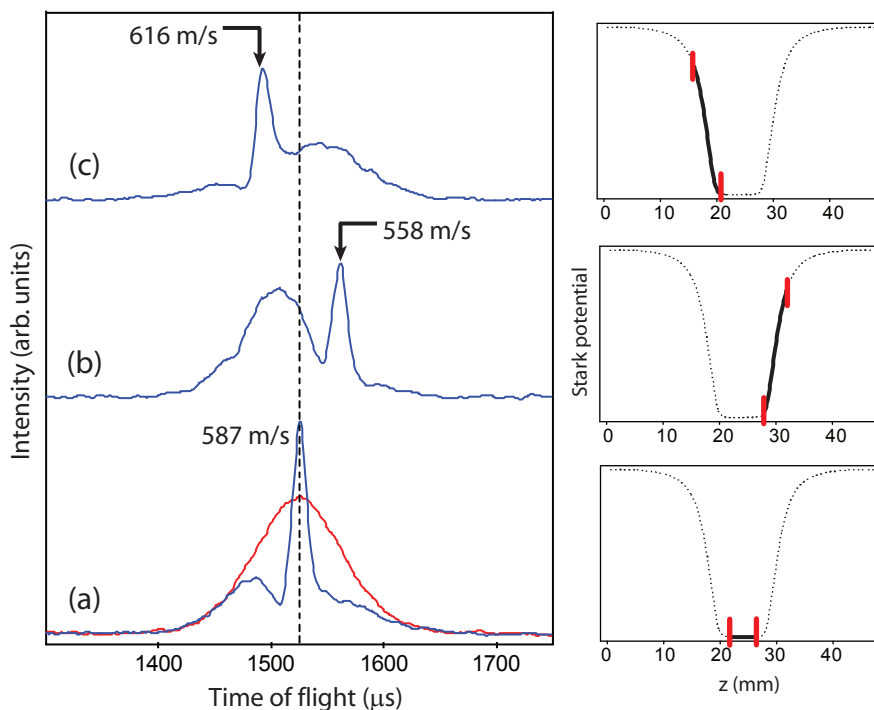 616 m/s
(c)
558 m/s
(b)
587 m/s
(a)
Intensity (arb. units)
1400 1500 1600 1700
Time of flight (μs)
0 10 20 30 40
0 10 20 30 40
0 10 20 30 40
Stark potential
z (mm)